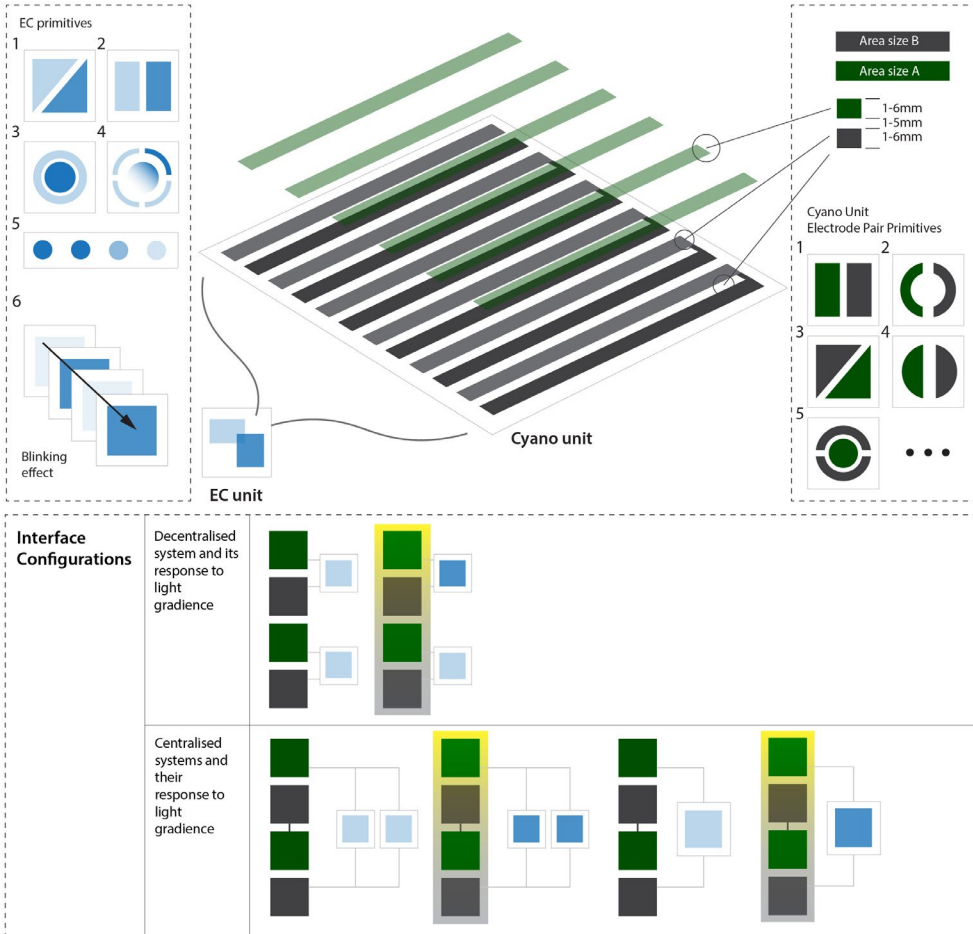 EC primitives
1
2
3
4
5
6
Blinking
effect
EC unit
Cyano unit
Area size B
Area size A
1-6mm
1-5mm
1-6mm
Cyano Unit
Electrode Pair Primitives
1
2
3
4
5
Interface
Configurations
Decentralised
system and its
response to
light
gradience
Centralised
systems and
their
response to
light
gradience